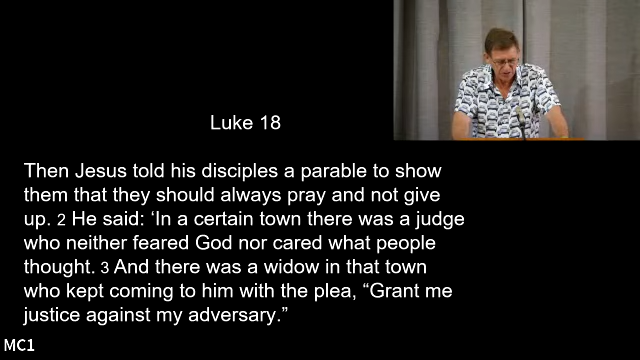 Luke 18
Then Jesus told his disciples a parable to show
them that they should always pray and not give
up. 2 He said: ‘In a certain town there was a judge
who neither feared God nor cared what people
thought. 3 And there was a widow in that town
who kept coming to him with the plea, “Grant me
justice against my adversary.”
MC1